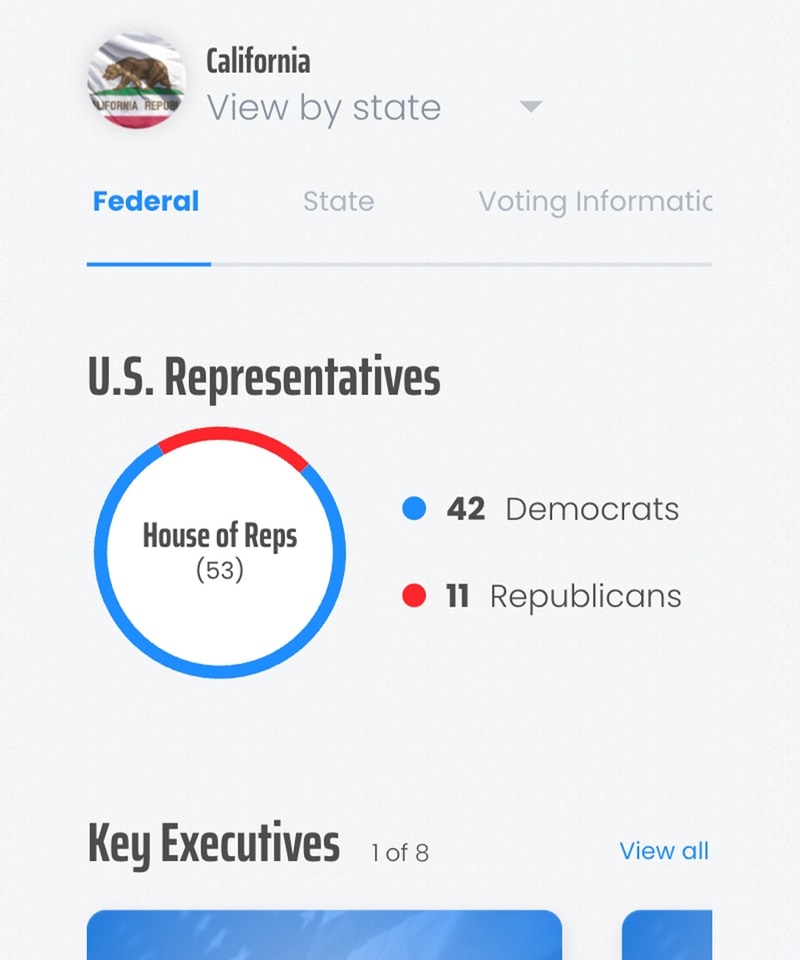 California
View by state
LIFORNIA REPUB
Federal State Voting Informatic
U.S. Representatives
House of Reps
(53)
42 Democrats
11 Republicans
Key Executives 1 of 8 View all